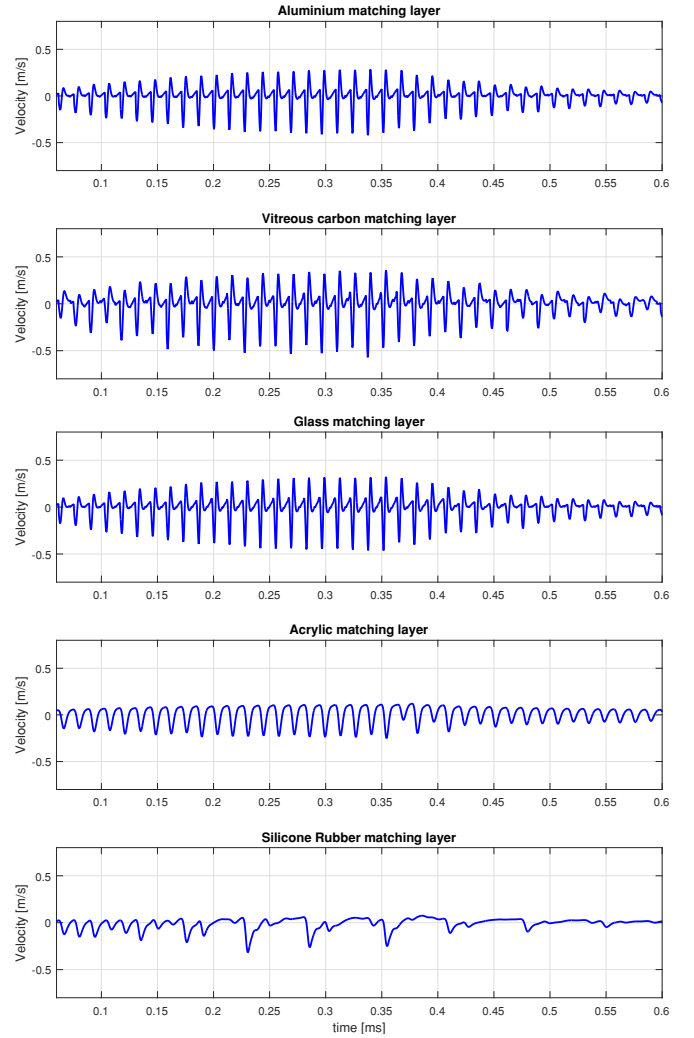 Aluminium matching layer
Velocity [m/s]
0.5
0
-0.5
0.1 0.15 0.2 0.25 0.3 0.35 0.4 0.45 0.5 0.55 0.6
Vitreous carbon matching layer
Velocity [m/s]
0.5
0
-0.5
0.1 0.15 0.2 0.25 0.3 0.35 0.4 0.45 0.5 0.55 0.6
Glass matching layer
Velocity [m/s]
0.5
0
-0.5
0.1 0.15 0.2 0.25 0.3 0.35 0.4 0.45 0.5 0.55 0.6
Acrylic matching layer
Velocity [m/s]
0.5
0
-0.5
0.1 0.15 0.2 0.25 0.3 0.35 0.4 0.45 0.5 0.55 0.6
Silicone Rubber matching layer
Velocity [m/s]
0.5
0
-0.5
0.1 0.15 0.2 0.25 0.3 0.35 0.4 0.45 0.5 0.55 0.6
time [ms]